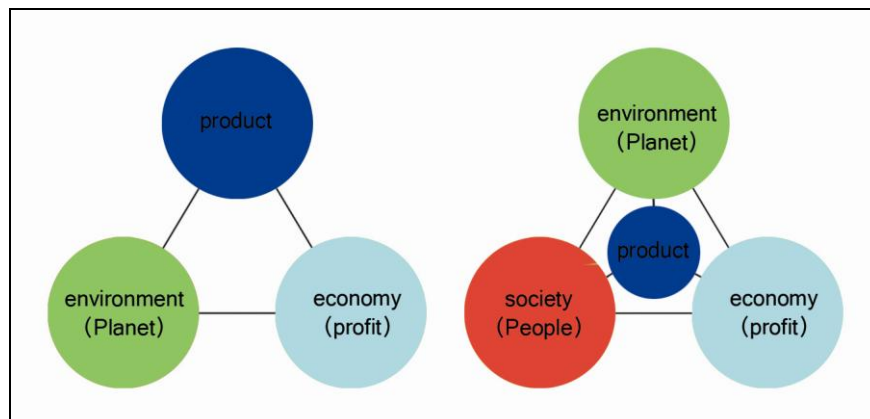 product
environment
(Planet)
economy
(profit)
environment
(Planet)
product
society
(People)
economy
(profit)